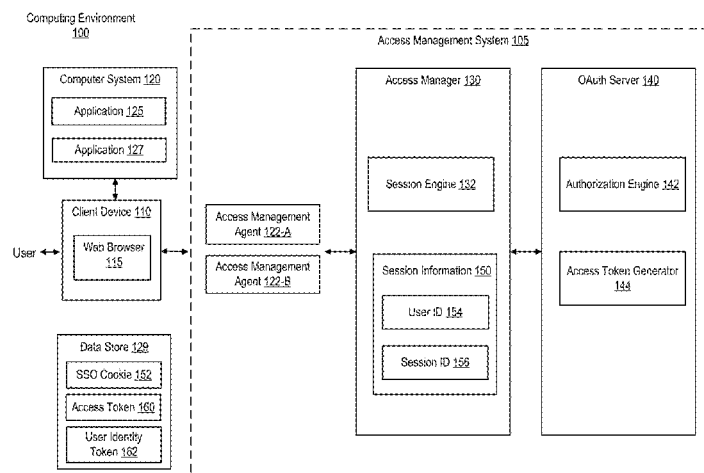 Computing Environment
100
Access Management System 105
Computer System 120
Application 125
Application 127
Client Device 110
Web Browser
115
User
Data Store 129
SSO Cookie 152
Access Token 160
User Identity
Token 162
Access Management
Agent 122-A
Access Management
Agent 122-B
Access Manager 130
Session Engine 132
Session Information 150
User ID 154
Session ID 156
OAuth Server 140
Authorization Engine 142
Access Token Generator
144